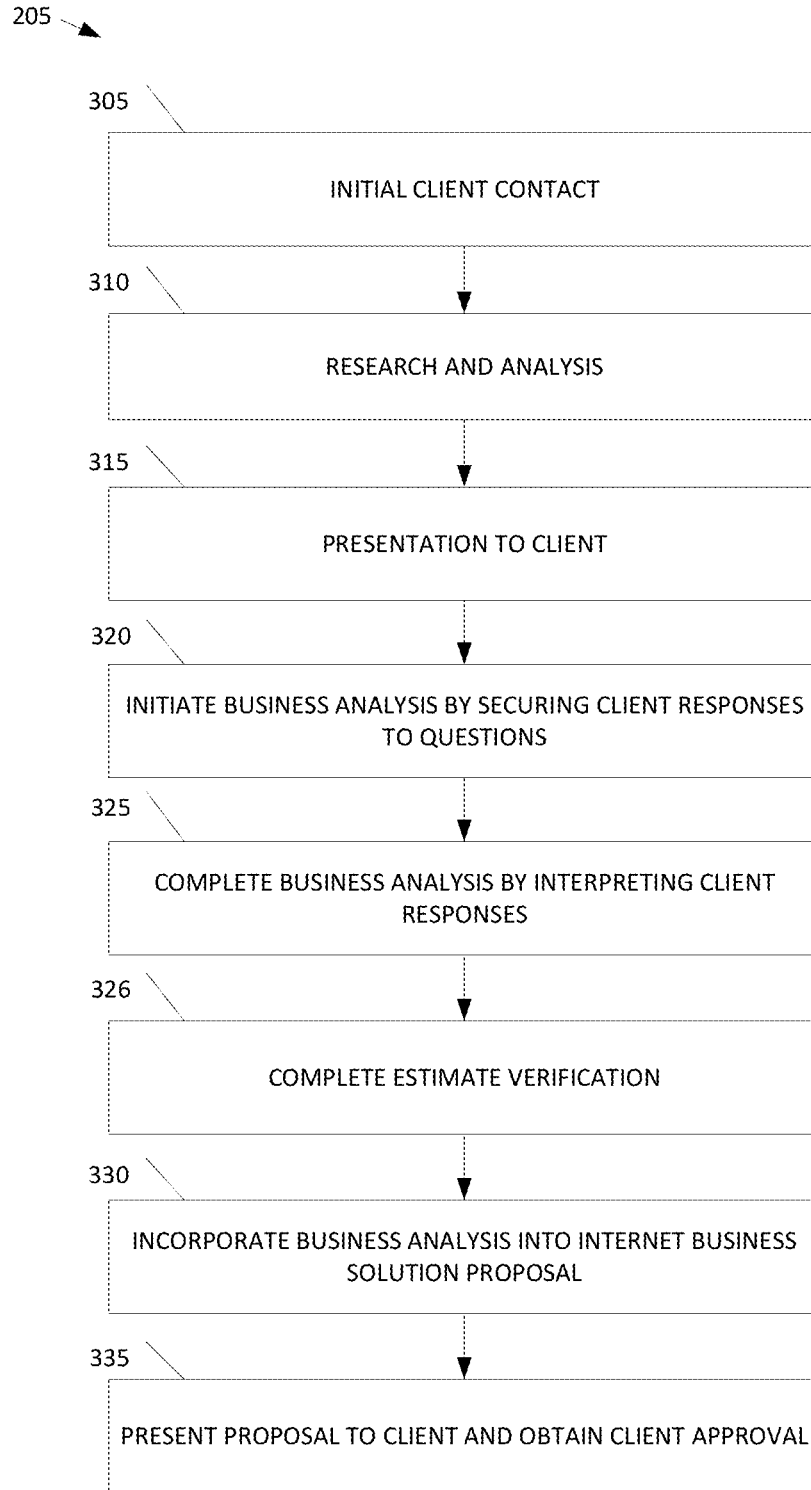 205
305
INITIAL CLIENT CONTACT
310
RESEARCH AND ANALYSIS
315
PRESENTATION TO CLIENT
320
INITIATE BUSINESS ANALYSIS BY SECURING CLIENT RESPONSES
TO QUESTIONS
325
COMPLETE BUSINESS ANALYSIS BY INTERPRETING CLIENT
RESPONSES
326
COMPLETE ESTIMATE VERIFICATION
330
INCORPORATE BUSINESS ANALYSIS INTO INTERNET BUSINESS
SOLUTION PROPOSAL
335
PRESENT PROPOSAL TO CLIENT AND OBTAIN CLIENT APPROVAL